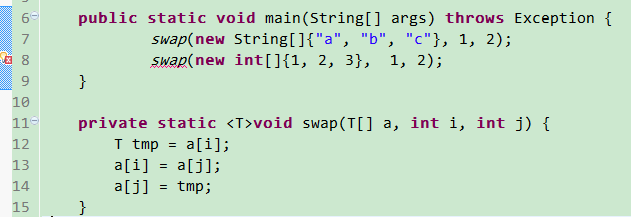 6 public static void main(String[] args) throws Exception {
7 swap(new String[]{"a", "b", "c"}, 1, 2);
8 swap(new int[]{1, 2, 3}, 1, 2);
9 }
10
11 private static <T>void swap(T[] a, int i, int j) {
12 T tmp = a[i];
13 a[i] = a[j];
14 a[j] = tmp;
15 }